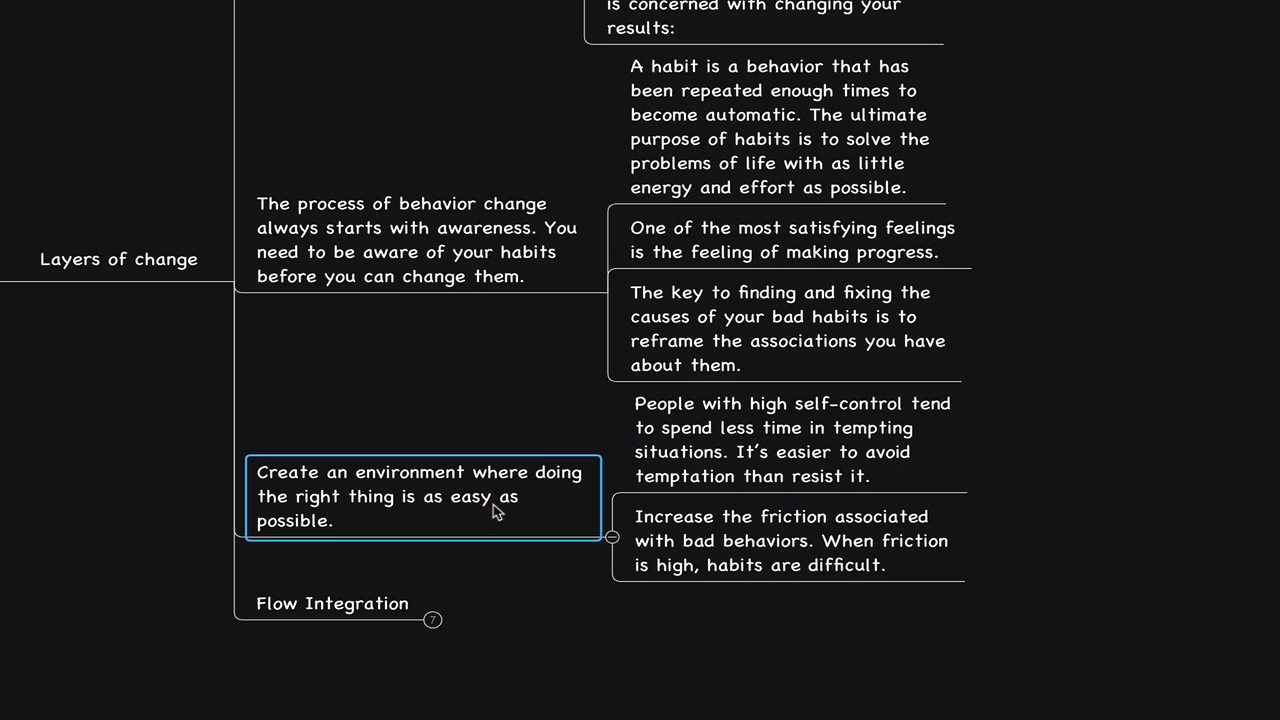 is concerned with changing your
results:
A habit is a behavior that has
been repeated enough times to
become automatic. The ultimate
purpose of habits is to solve the
problems of life with as little
energy and effort as possible.
The process of behavior change
always starts with awareness. You
need to be aware of your habits
before you can change them.
One of the most satisfying feelings
is the feeling of making progress.
Layers of change
The key to finding and fixing the
causes of your bad habits is to
reframe the associations you have
about them.
People with high self-control tend
to spend less time in tempting
situations. It's easier to avoid
temptation than resist it.
Create an environment where doing
the right thing is as easy as
possible.
Increase the friction associated
with bad behaviors. When friction
is high, habits are difficult.
Flow Integration
7